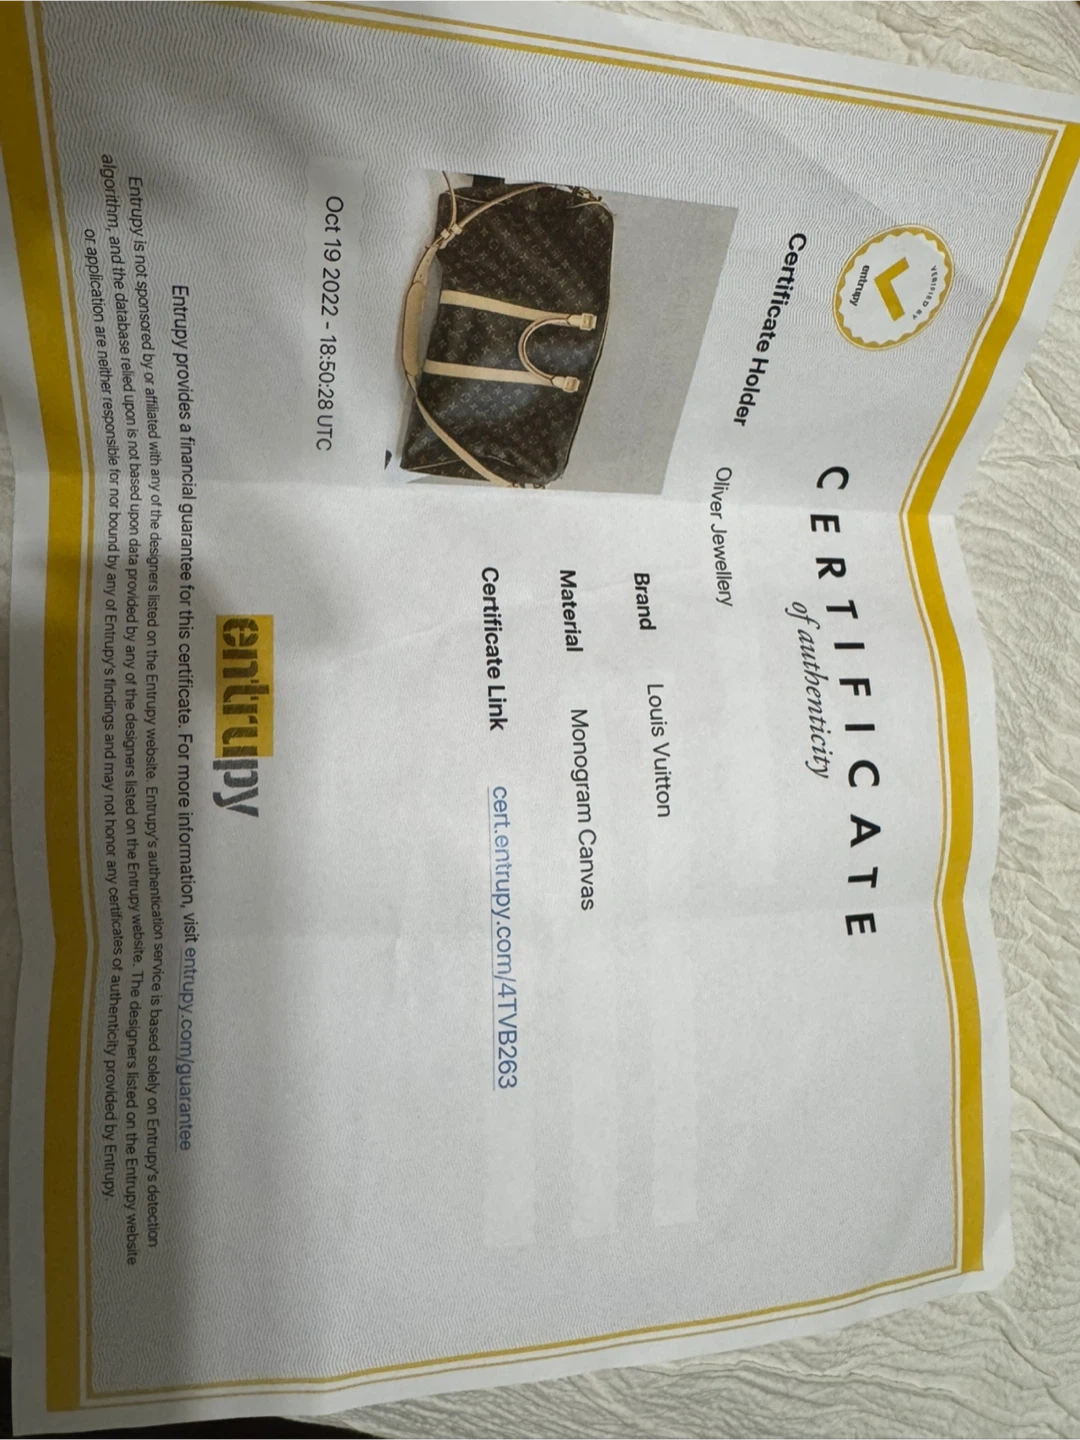 VERIFIED BY
entrupy
CERTIFICATE
of authenticity
Certificate Holder
Oliver Jewellery
Brand Louis Vuitton
Material Monogram Canvas
Certificate Link cert.entrupy.com/4TVB263
Oct 19 2022 - 18:50:28 UTC
entrupy
Entrupy provides a financial guarantee for this certificate. For more information, visit entrupy.com/guarantee
Entrupy is not sponsored by or affiliated with any of the designers listed on the Entrupy website. Entrupy's authentication service is based solely on Entrupy's detection
algorithm, and the database relied upon is not based upon data provided by any of the designers listed on the Entrupy website. The designers listed on the Entrupy website
or application are neither responsible for nor bound by any of Entrupy's findings and may not honor any certificates of authenticity provided by Entrupy.